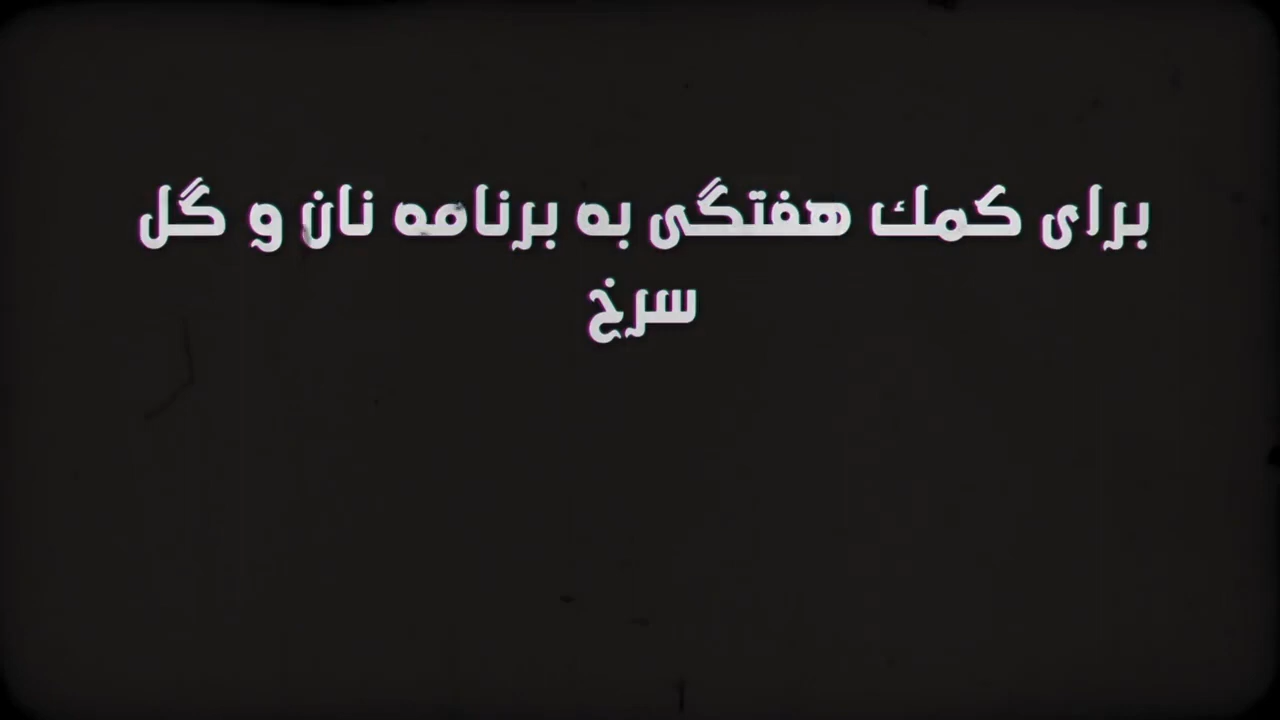 برای کمک هفتگی به برنامه نان و گل
سرخ